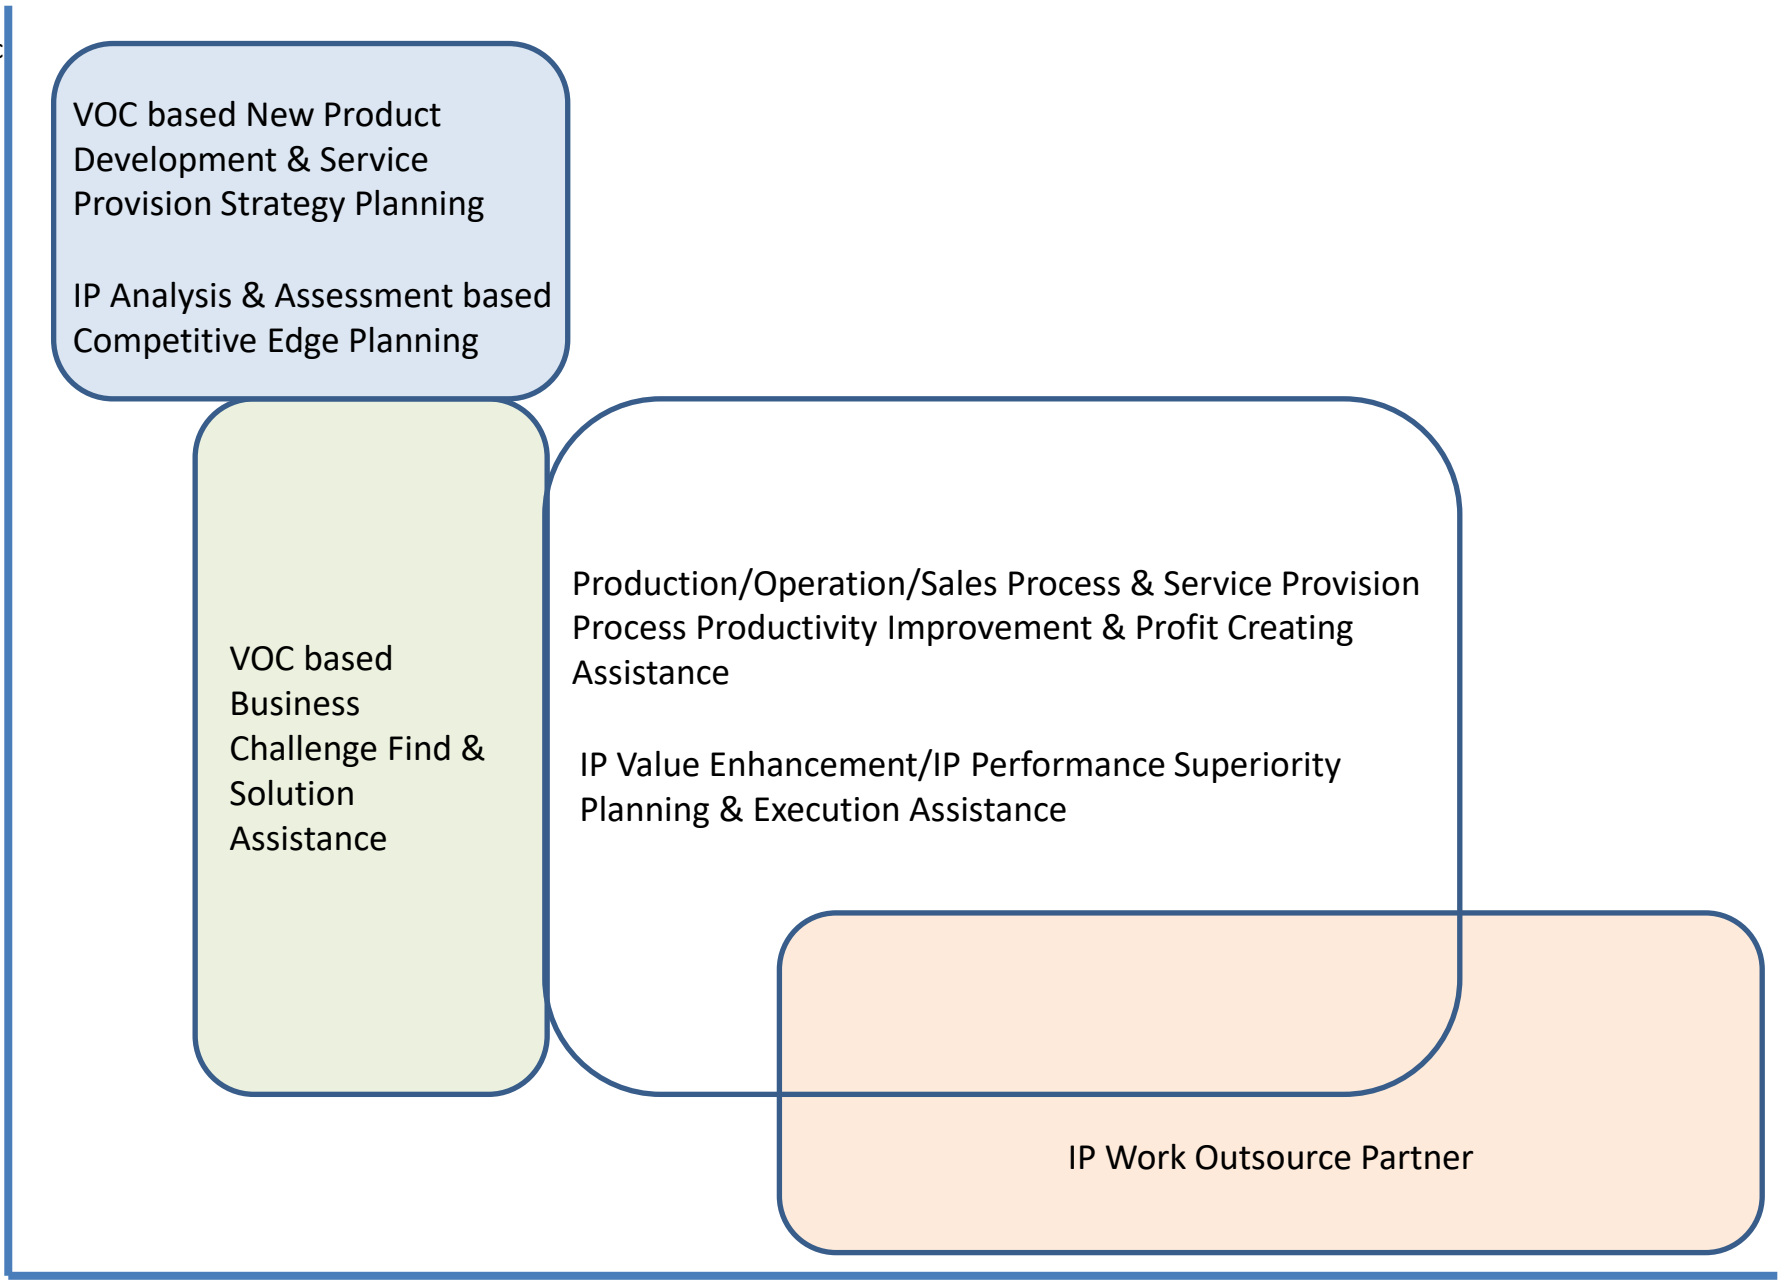 VOC based New Product
Development & Service
Provision Strategy Planning
IP Analysis & Assessment based
Competitive Edge Planning
VOC based
Business
Challenge Find &
Solution
Assistance
Production/Operation/Sales Process & Service Provision
Process Productivity Improvement & Profit Creating
Assistance
IP Value Enhancement/IP Performance Superiority
Planning & Execution Assistance
IP Work Outsource Partner